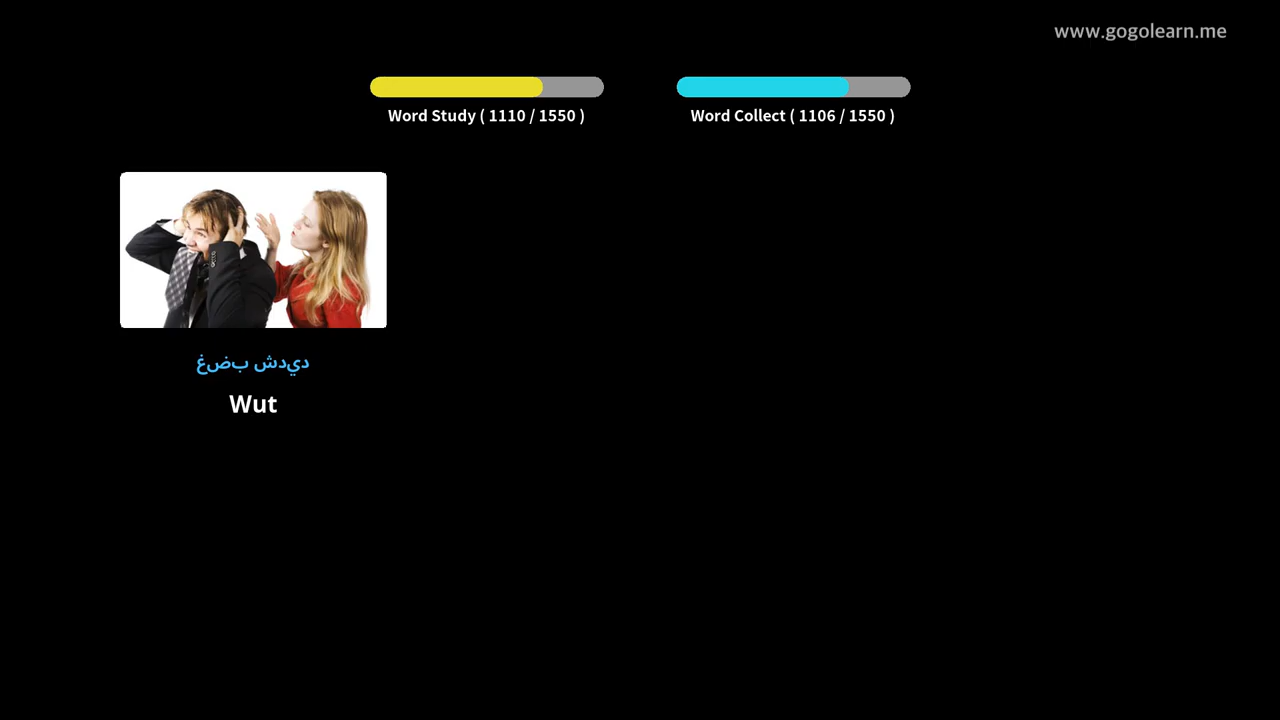 www.gogolearn.me
Word Study ( 1110 / 1550 )
Word Collect ( 1106 / 1550 )
غضب شديد
Wut